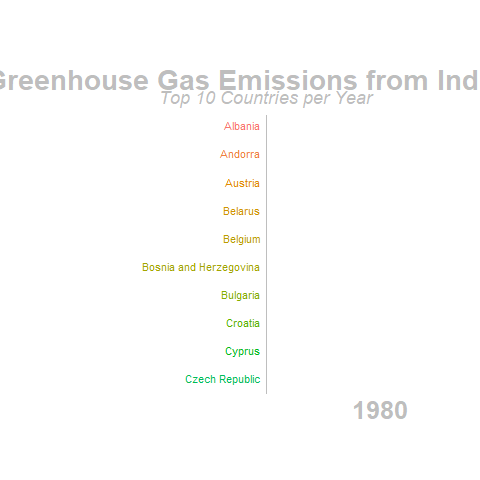 Greenhouse Gas Emissions from Ind
Top 10 Countries per Year
Albania
Andorra
Austria
Belarus
Belgium
Bosnia and Herzegovina
Bulgaria
Croatia
Cyprus
Czech Republic
1980